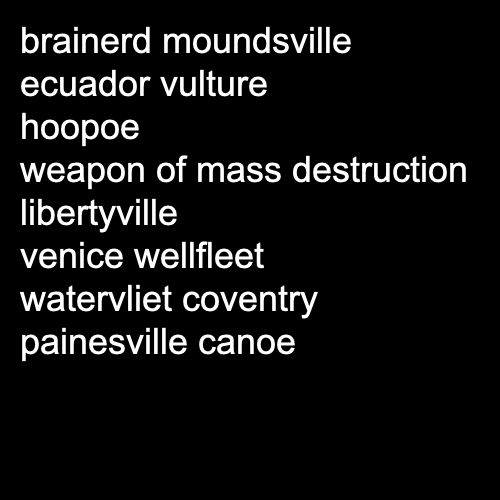 brainerd moundsville
ecuador vulture
hoopoe
weapon of mass destruction
libertyville
venice wellfleet
watervliet coventry
painesville canoe